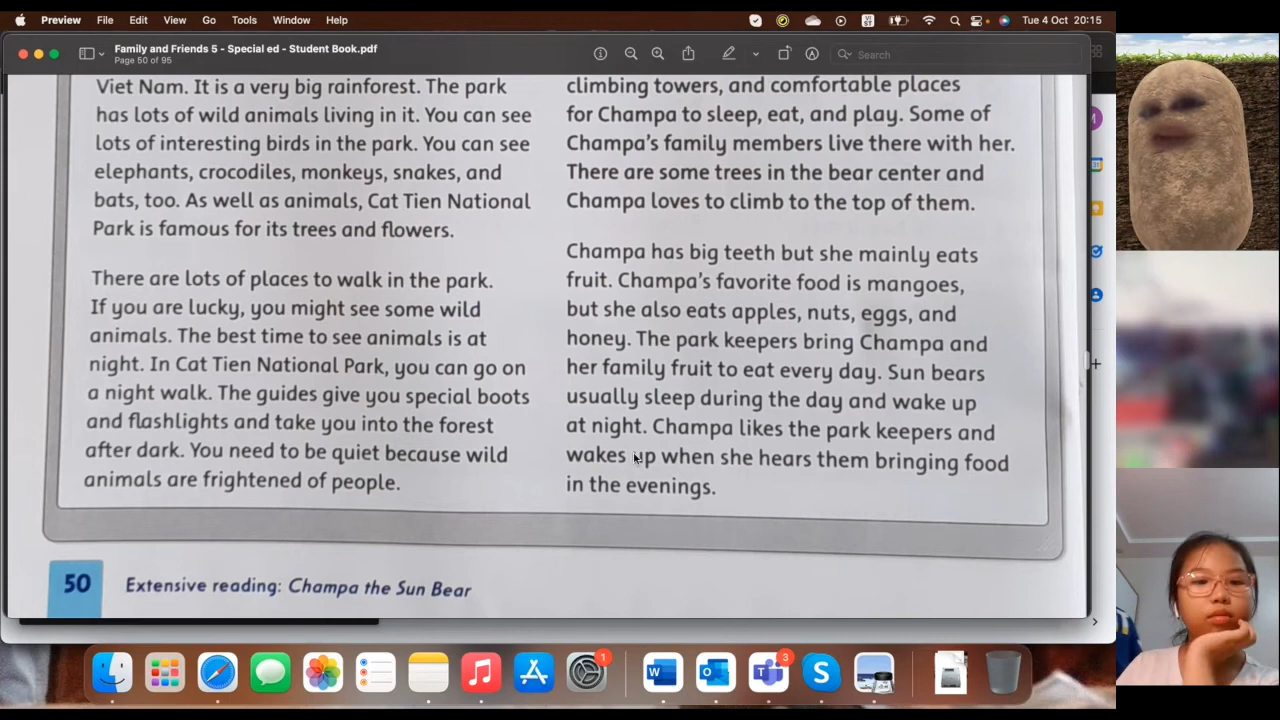 Preview File Edit View Go Tools Window Help
VI
ST
Tue 4 Oct 20:15
Family and Friends 5 - Special ed - Student Book.pdf
Page 50 of 95
Search
Viet Nam. It is a very big rainforest. The park
has lots of wild animals living in it. You can see
lots of interesting birds in the park. You can see
elephants, crocodiles, monkeys, snakes, and
bats, too. As well as animals, Cat Tien National
Park is famous for its trees and flowers.
There are lots of places to walk in the park.
If you are lucky, you might see some wild
animals. The best time to see animals is at
night. In Cat Tien National Park, you can go on
a night walk. The guides give you special boots
and flashlights and take you into the forest
after dark. You need to be quiet because wild
animals are frightened of people.
climbing towers, and comfortable places
for Champa to sleep, eat, and play. Some of
Champa's family members live there with her.
There are some trees in the bear center and
Champa loves to climb to the top of them.
Champa has big teeth but she mainly eats
fruit. Champa's favorite food is mangoes,
but she also eats apples, nuts, eggs, and
honey. The park keepers bring Champa and
her family fruit to eat every day. Sun bears
usually sleep during the day and wake up
at night. Champa likes the park keepers and
wakes up when she hears them bringing food
in the evenings.
50 Extensive reading: Champa the Sun Bear
1
3